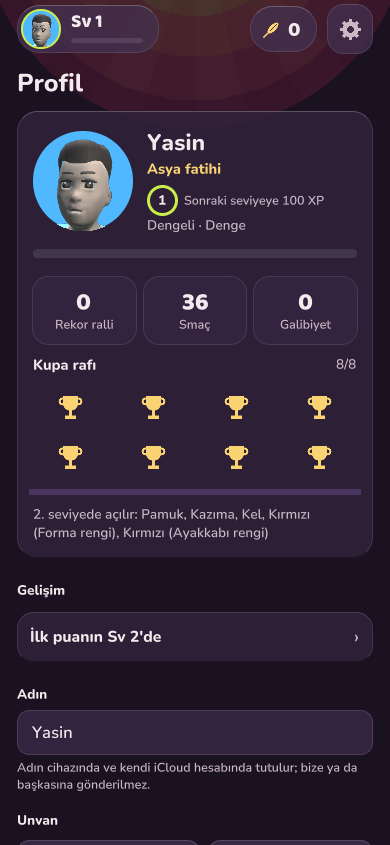 Sv 1
0
Profil
Yasin
Asya fatihi
1 Sonraki seviyeye 100 XP
Dengeli · Denge
0 36 0
Rekor ralli Smaç Galibiyet
Kupa rafı 8/8
2. seviyede açılır: Pamuk, Kazıma, Kel, Kırmızı
(Forma rengi), Kırmızı (Ayakkabı rengi)
Gelişim
İlk puanın Sv 2'de ›
Adın
Yasin
Adın cihazında ve kendi iCloud hesabında tutulur; bize ya da
başkasına gönderilmez.
Unvan